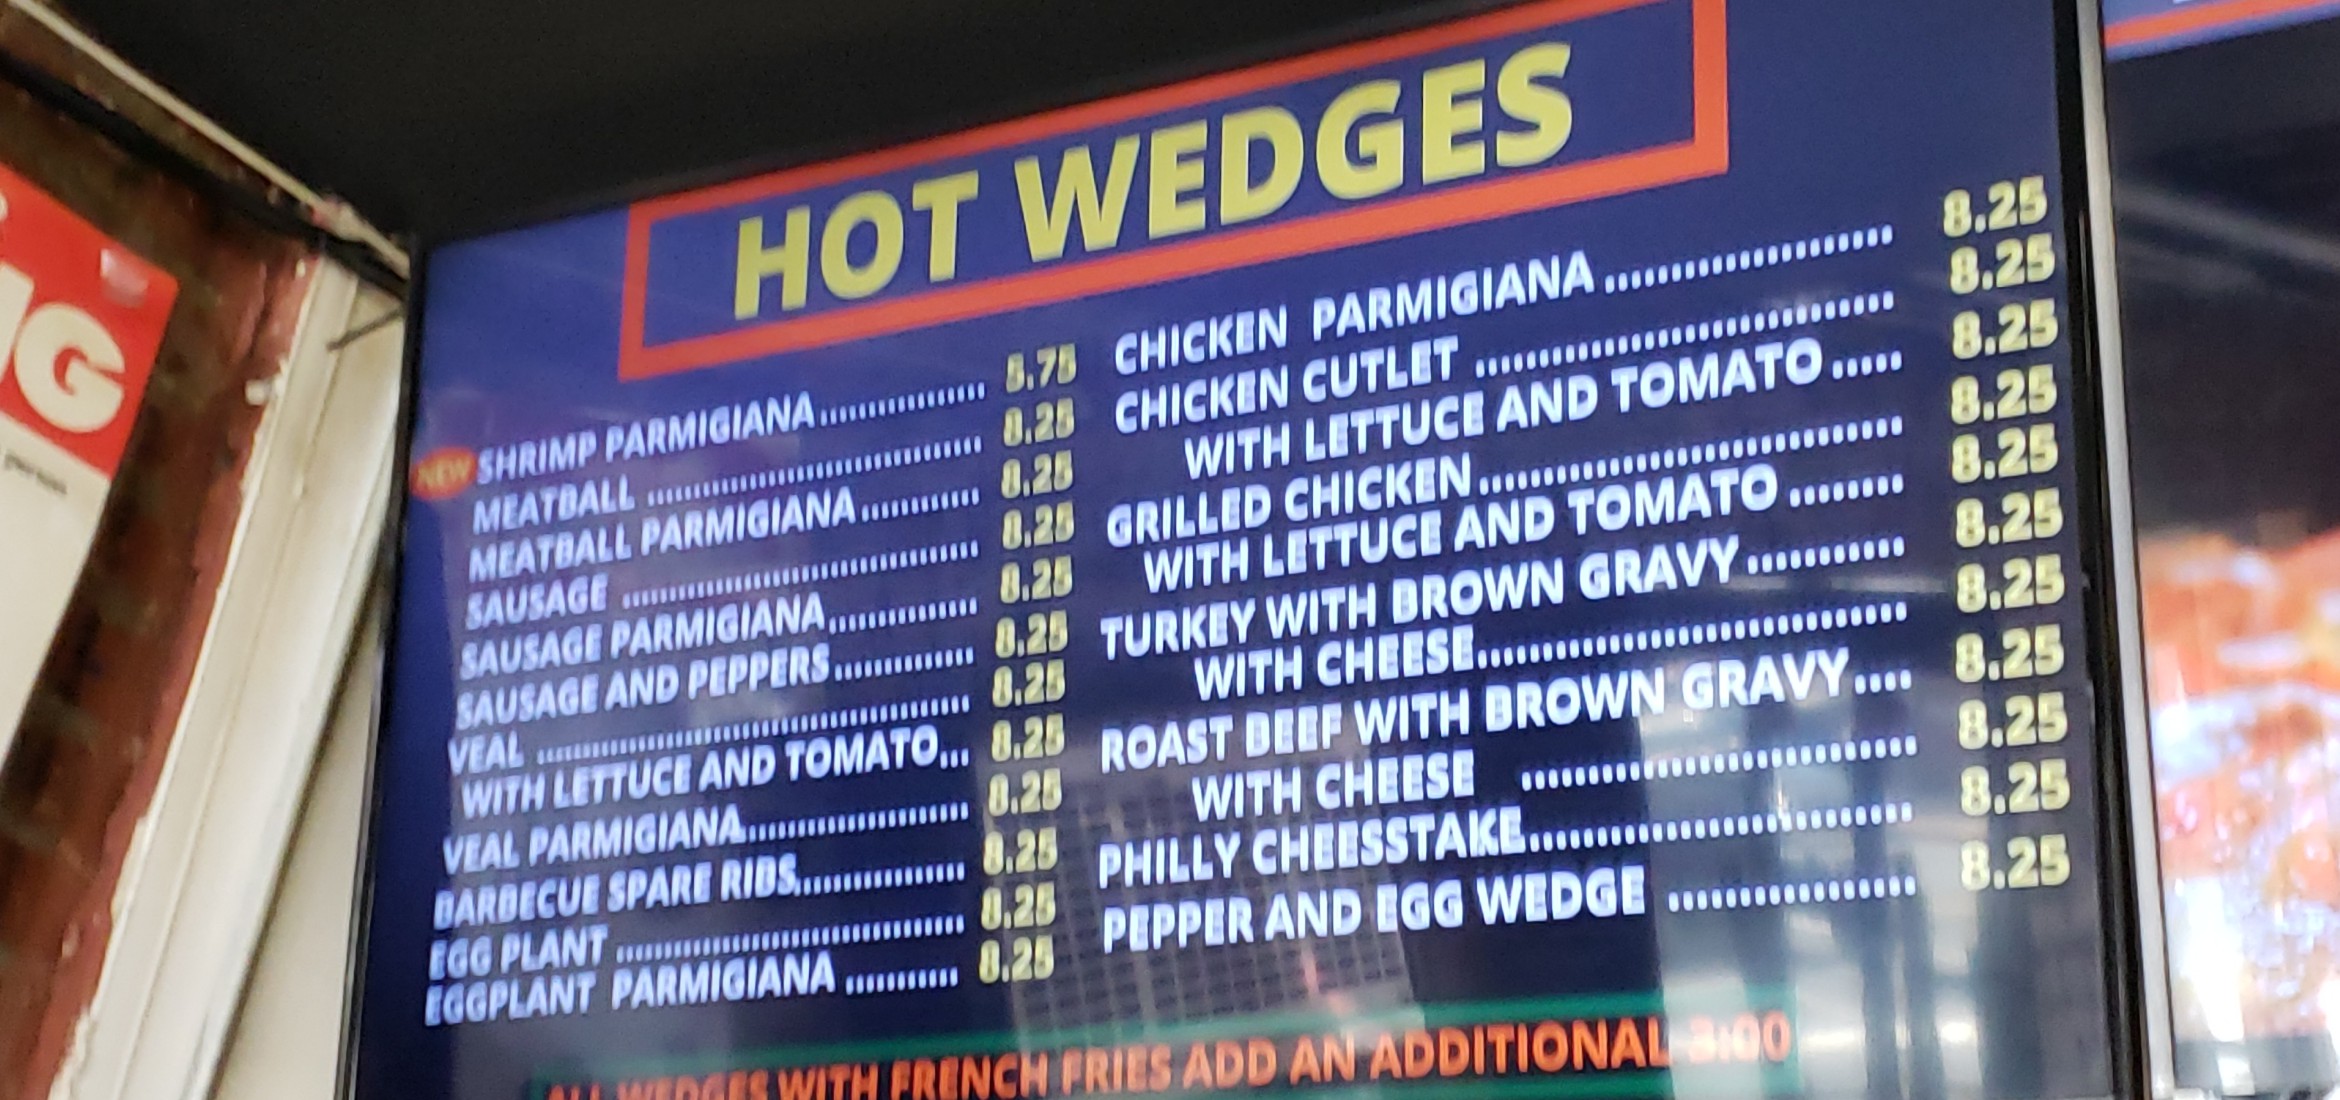 HOT WEDGES
NEW SHRIMP PARMIGIANA................ 8.75
MEATBALL ................................ 8.25
MEATBALL PARMIGIANA........... 8.25
SAUSAGE .................................. 8.25
SAUSAGE PARMIGIANA.............. 8.25
SAUSAGE AND PEPPERS............. 8.25
VEAL ........................................ 8.25
WITH LETTUCE AND TOMATO... 8.25
VEAL PARMIGIANA..................... 8.25
BARBECUE SPARE RIBS................ 8.25
EGG PLANT ................................ 8.25
EGGPLANT PARMIGIANA ........... 8.25
CHICKEN PARMIGIANA ...................... 8.25
CHICKEN CUTLET ................................ 8.25
WITH LETTUCE AND TOMATO ..... 8.25
GRILLED CHICKEN................................ 8.25
WITH LETTUCE AND TOMATO ........ 8.25
TURKEY WITH BROWN GRAVY............ 8.25
WITH CHEESE................................ 8.25
ROAST BEEF WITH BROWN GRAVY.... 8.25
WITH CHEESE .............................. 8.25
PHILLY CHEESSTAKE............................. 8.25
PEPPER AND EGG WEDGE ................... 8.25
ALL WEDGES WITH FRENCH FRIES ADD AN ADDITIONAL 3:00